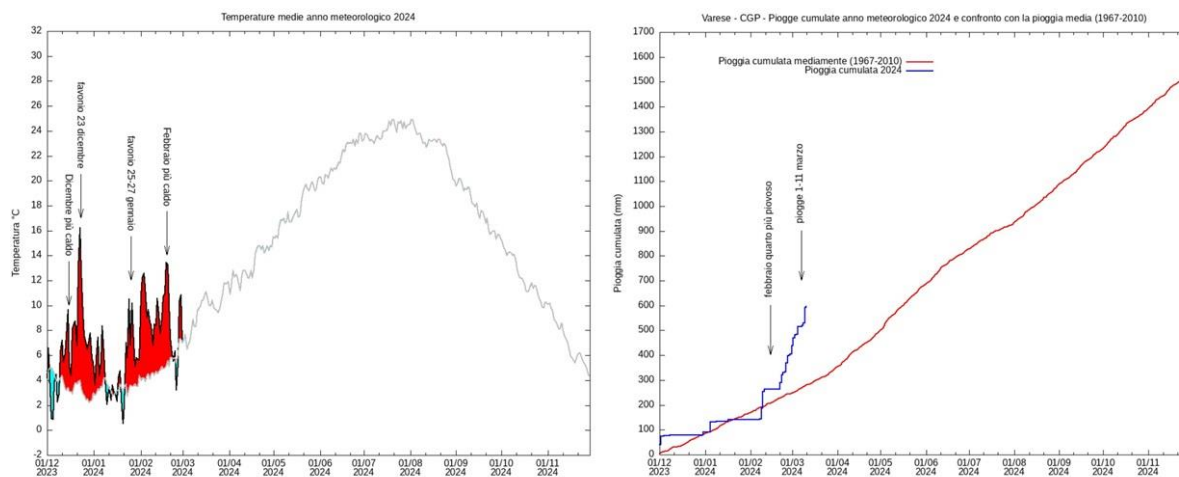 Temperature medie anno meteorologico 2024
Temperatura °C
32
30
28
26
24
22
20
18
16
14
12
10
8
6
4
2
0
-2
Dicembre più caldo
favonio 23 dicembre
favonio 25-27 gennaio
Febbraio più caldo
01/12 01/01 01/02 01/03 01/04 01/05 01/06 01/07 01/08 01/09 01/10 01/11
2023 2024 2024 2024 2024 2024 2024 2024 2024 2024 2024 2024
Varese - CGP - Piogge cumulate anno meteorologico 2024 e confronto con la pioggia media (1967-2010)
Pioggia cumulata (mm)
1700
1600
1500
1400
1300
1200
1100
1000
900
800
700
600
500
400
300
200
100
0
Pioggia cumulata mediamente (1967-2010)
Pioggia cumulata 2024
febbraio quarto più piovoso
piogge 1-11 marzo
01/12 01/01 01/02 01/03 01/04 01/05 01/06 01/07 01/08 01/09 01/10 01/11
2023 2024 2024 2024 2024 2024 2024 2024 2024 2024 2024 2024